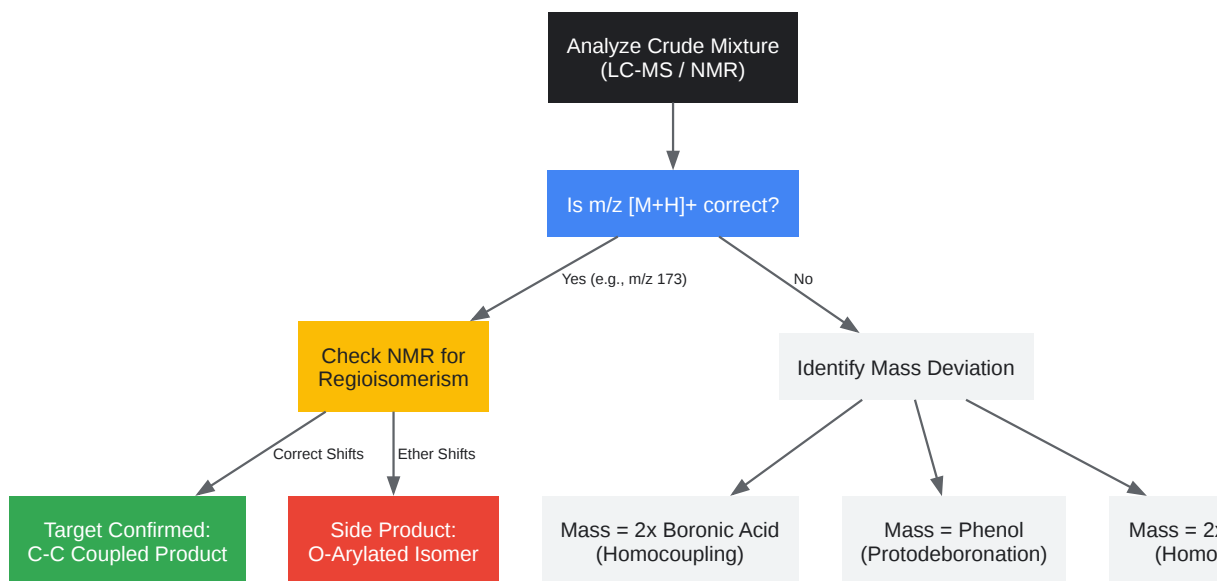 Analyze Crude Mixture
(LC-MS / NMR)
Is m/z [M+H]+ correct?
Yes (e.g., m/z 173)
No
Check NMR for
Regioisomerism
Identify Mass Deviation
Correct Shifts
Ether Shifts
Target Confirmed:
C-C Coupled Product
Side Product:
O-Arylated Isomer
Mass = 2x Boronic Acid
(Homocoupling)
Mass = Phenol
(Protodeboronation)
Mass = 2x